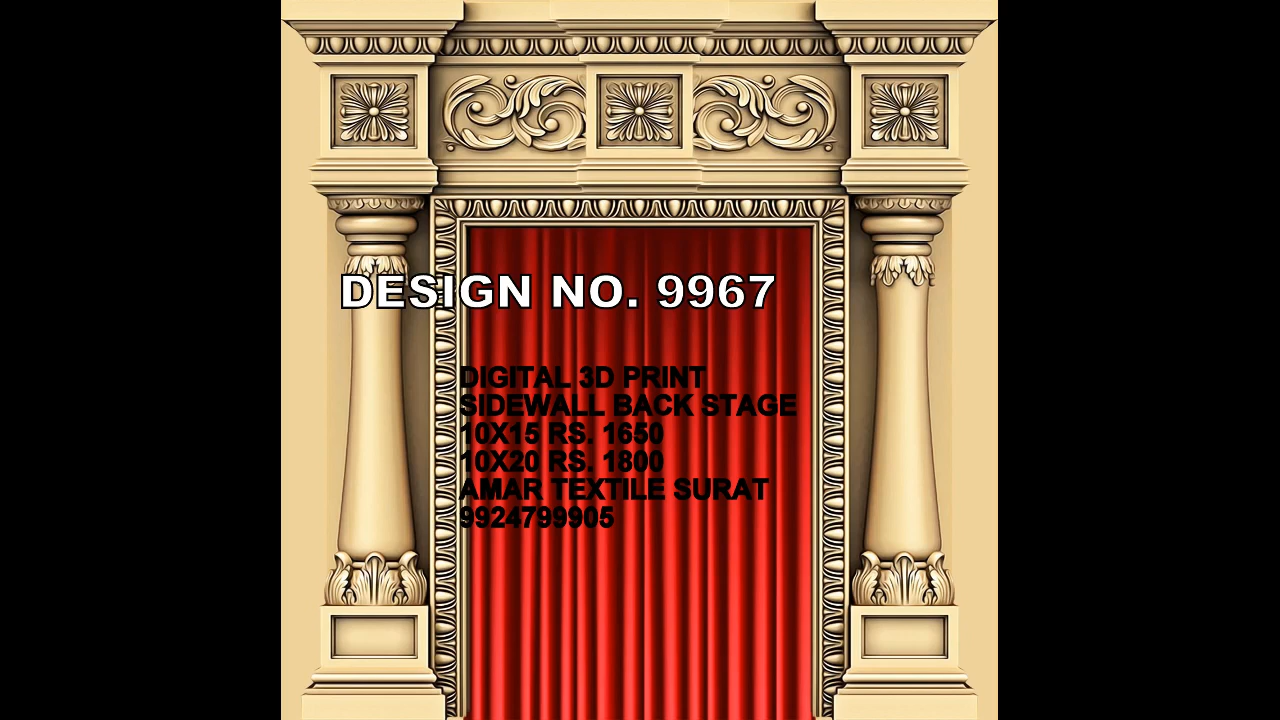 DESIGN NO. 9967
DIGITAL 3D PRINT
SIDEWALL BACK STAGE
10X15 RS. 1650
10X20 RS. 1800
AMAR TEXTILE SURAT
9924799905